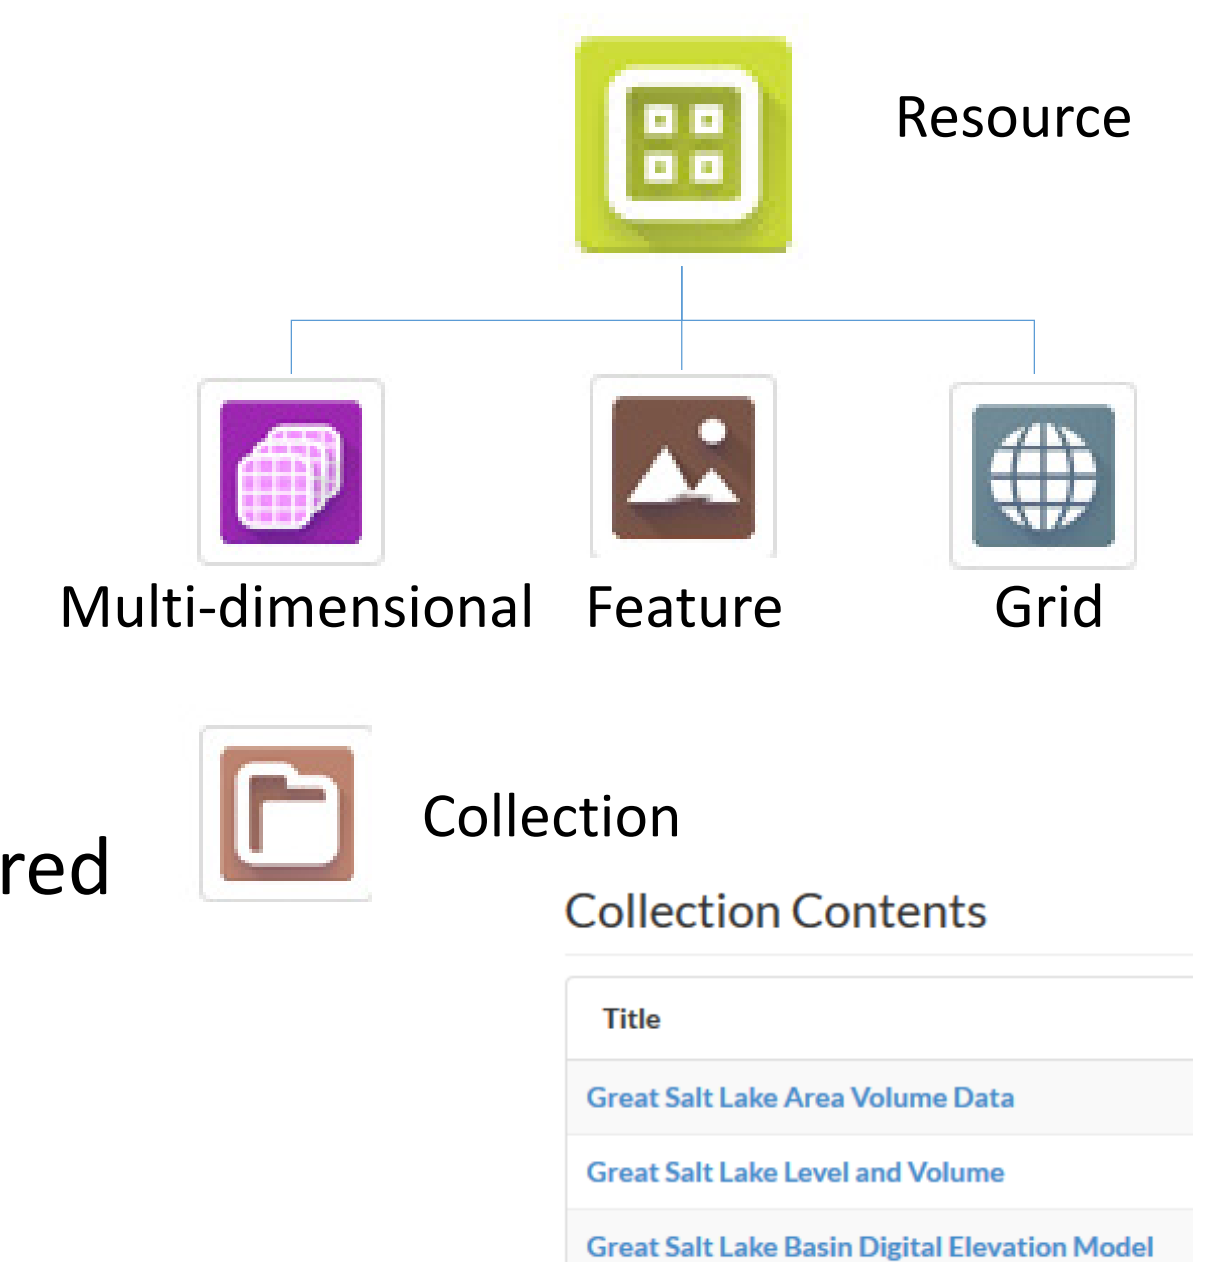 Resource
Multi-dimensional Feature Grid
Collection
red
Collection Contents
Title
Great Salt Lake Area Volume Data
Great Salt Lake Level and Volume
Great Salt Lake Basin Digital Elevation Model